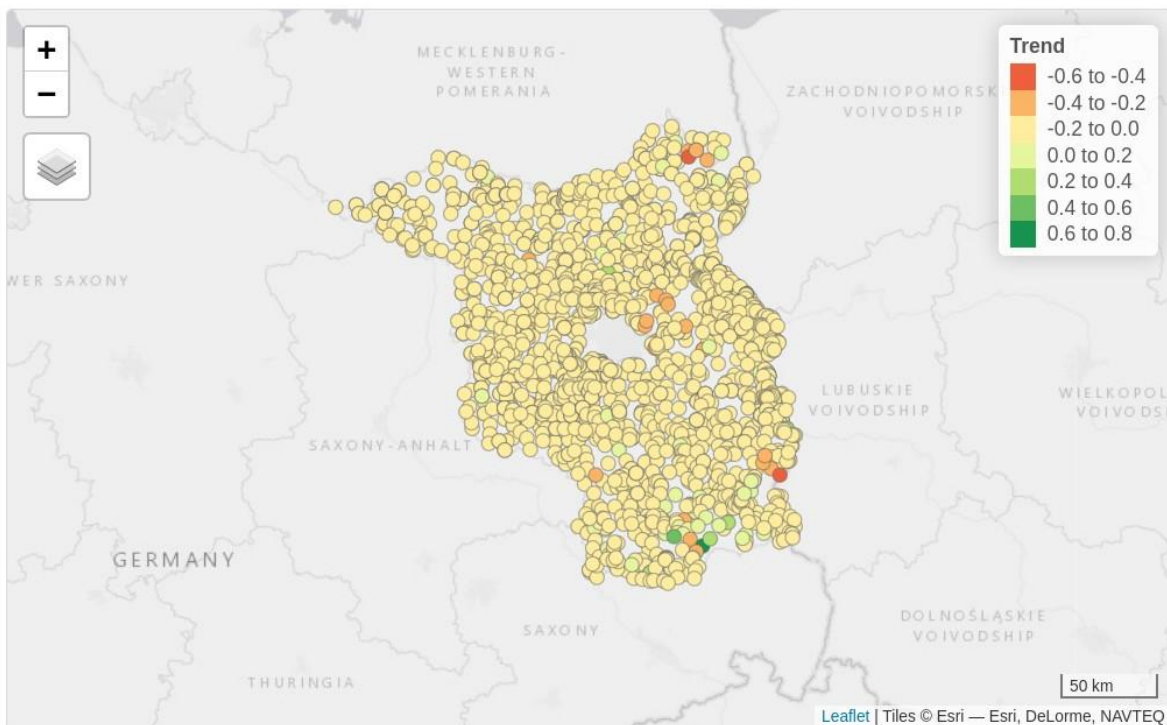 +
−
MECKLENBURG-
WESTERN
POMERANIA
ZACHODNIOPOMORSK
VOIVODSHIP
Trend
-0.6 to -0.4
-0.4 to -0.2
-0.2 to 0.0
0.0 to 0.2
0.2 to 0.4
0.4 to 0.6
0.6 to 0.8
WER SAXONY
LUBUSKIE
VOIVODSHIP
WIELKOPOL
VOIVODS
SAXONY-ANHALT
GERMANY
SAXONY
DOLNOŚLĄSKIE
VOIVODSHIP
THURINGIA
50 km
Leaflet | Tiles © Esri — Esri, DeLorme, NAVTEQ